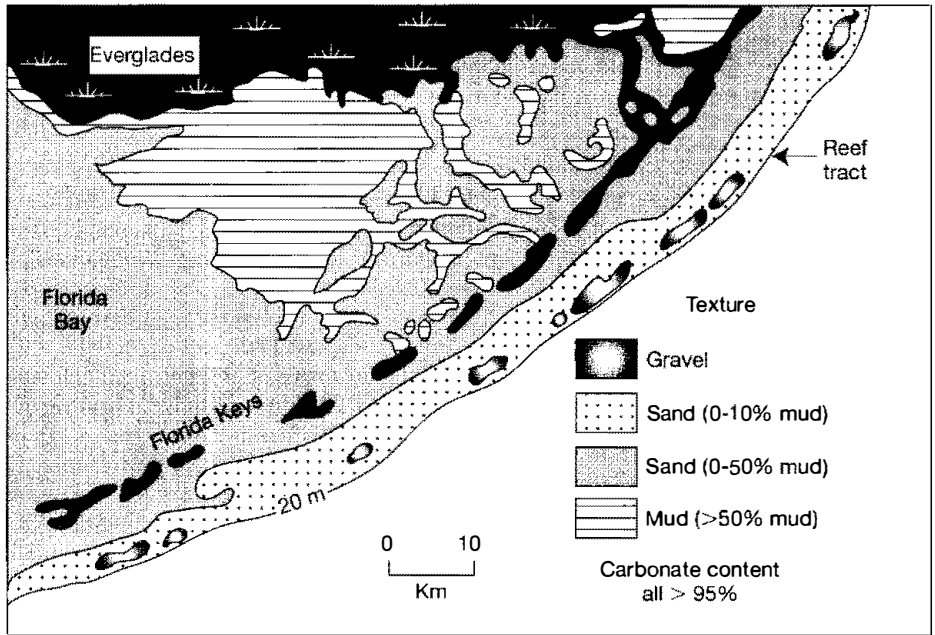 Everglades
Reef
tract
Florida
Bay
Texture
Gravel
Florida Keys
Sand (0-10% mud)
Sand (0-50% mud)
20 m
Mud (>50% mud)
0 10
Km
Carbonate content
all > 95%